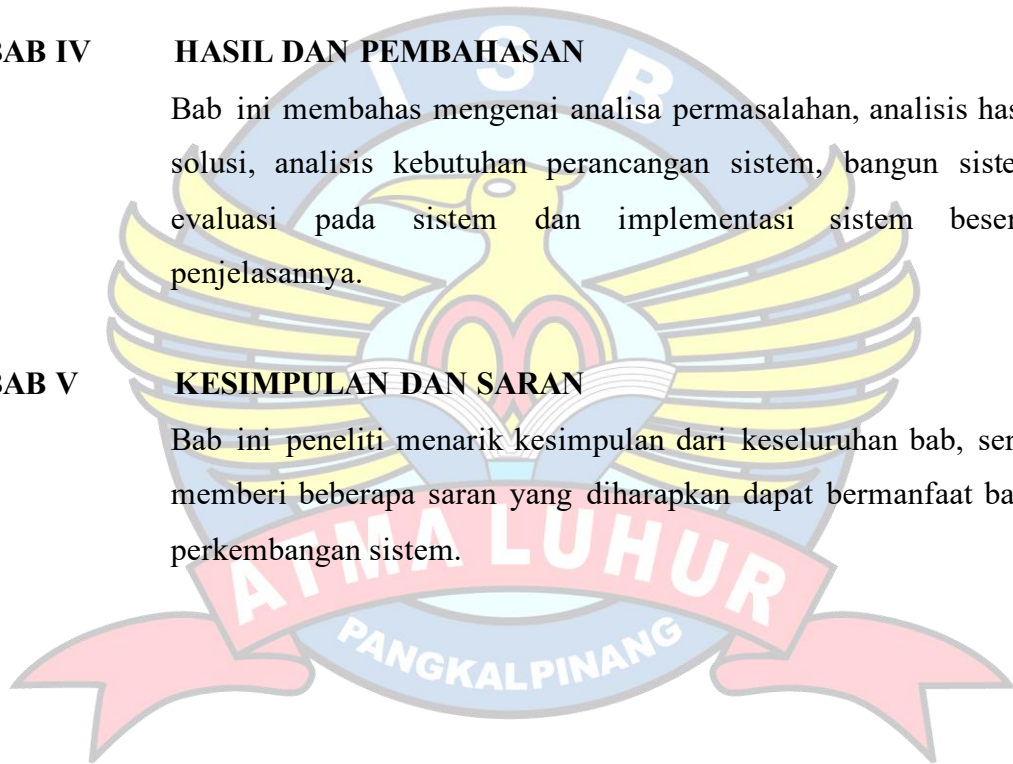 BAB IV HASIL DAN PEMBAHASAN
Bab ini membahas mengenai analisa permasalahan, analisis has
solusi, analisis kebutuhan perancangan sistem, bangun siste
evaluasi pada sistem dan implementasi sistem beser
penjelasannya.
BAB V KESIMPULAN DAN SARAN
Bab ini peneliti menarik kesimpulan dari keseluruhan bab, ser
memberi beberapa saran yang diharapkan dapat bermanfaat ba
perkembangan sistem.
I S B
ATMA LUHUR
PANGKALPINANG